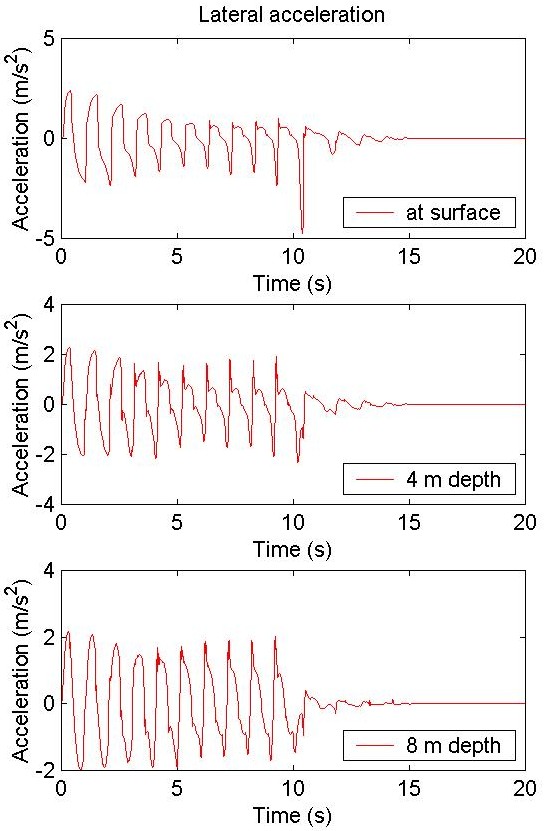 Lateral acceleration
Acceleration (m/s²)
5
0
-5
at surface
0 5 10 15 20
Time (s)
Acceleration (m/s²)
4
2
0
-2
-4
4 m depth
0 5 10 15 20
Time (s)
Acceleration (m/s²)
4
2
0
-2
8 m depth
0 5 10 15 20
Time (s)